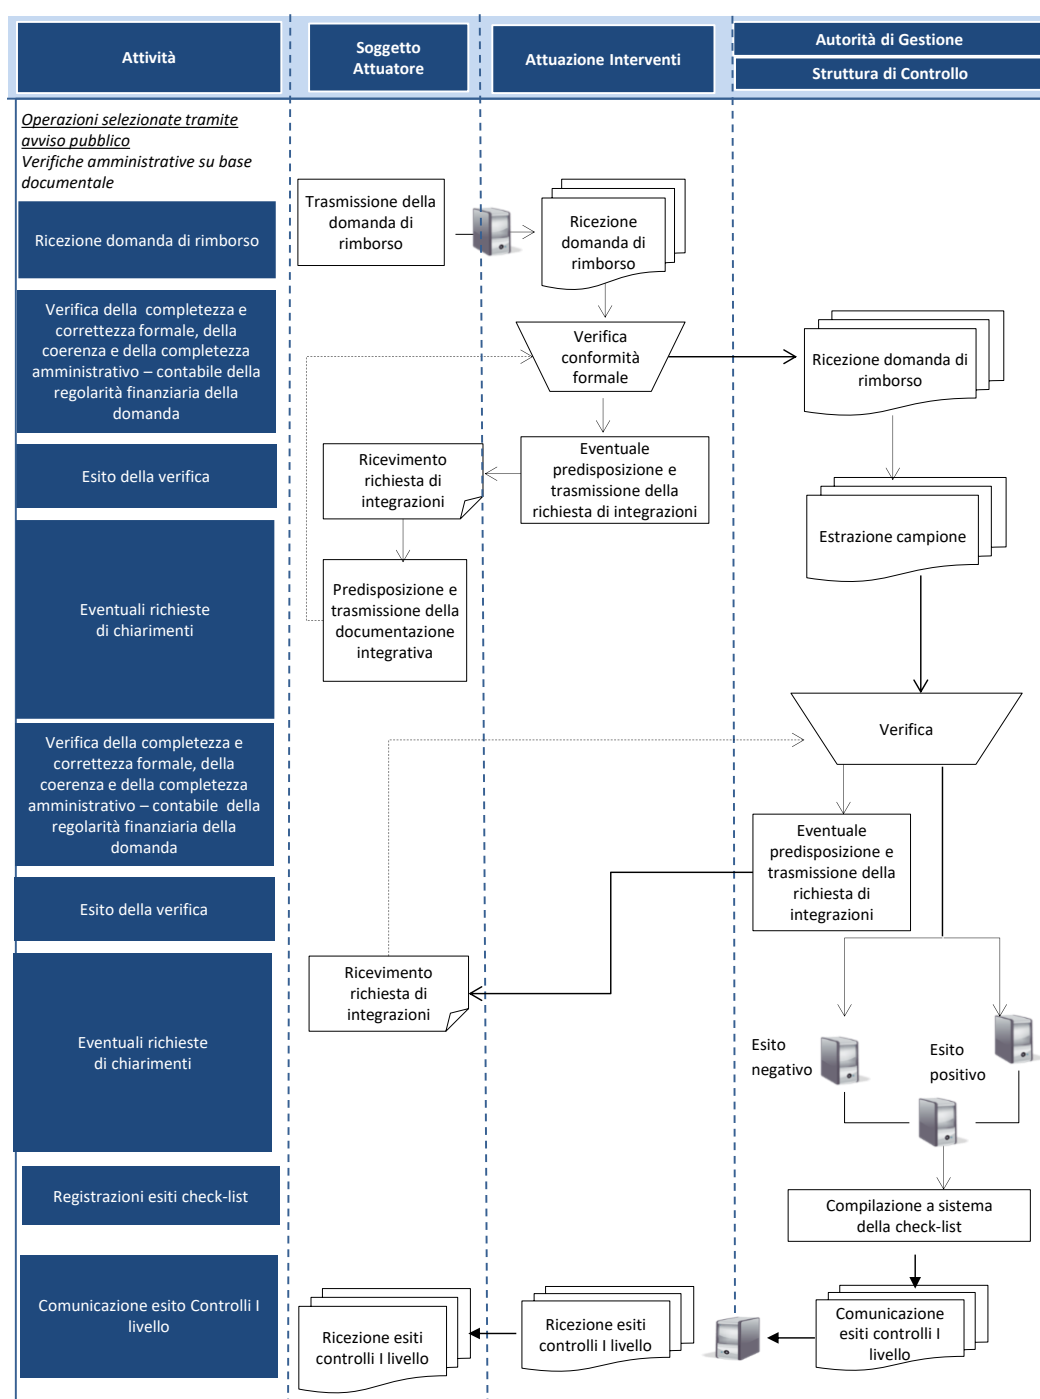 Attività
Soggetto
Attuatore
Attuazione Interventi
Autorità di Gestione
Struttura di Controllo
Operazioni selezionate tramite
avviso pubblico
Verifiche amministrative su base
documentale
Ricezione domanda di rimborso
Trasmissione della
domanda di
rimborso
Ricezione
domanda di
rimborso
Verifica della  completezza e
correttezza formale, della
coerenza e della completezza
amministrativo – contabile della
regolarità finanziaria della
domanda
Verifica
conformità
formale
Ricezione domanda di
rimborso
Esito della verifica
Ricevimento
richiesta di
integrazioni
Eventuale
predisposizione e
trasmissione della
richiesta di integrazioni
Estrazione campione
Eventuali richieste
di chiarimenti
Predisposizione e
trasmissione della
documentazione
integrativa
Verifica
Verifica della completezza e
correttezza formale, della
coerenza e della completezza
amministrativo – contabile  della
regolarità finanziaria della
domanda
Eventuale
predisposizione e
trasmissione della
richiesta di
integrazioni
Esito della verifica
Ricevimento
richiesta di
integrazioni
Eventuali richieste
di chiarimenti
Esito
negativo
Esito
positivo
Registrazioni esiti check-list
Compilazione a sistema
della check-list
Comunicazione esito Controlli I
livello
Ricezione esiti
controlli I livello
Ricezione esiti
controlli I livello
Comunicazione
esiti controlli I
livello